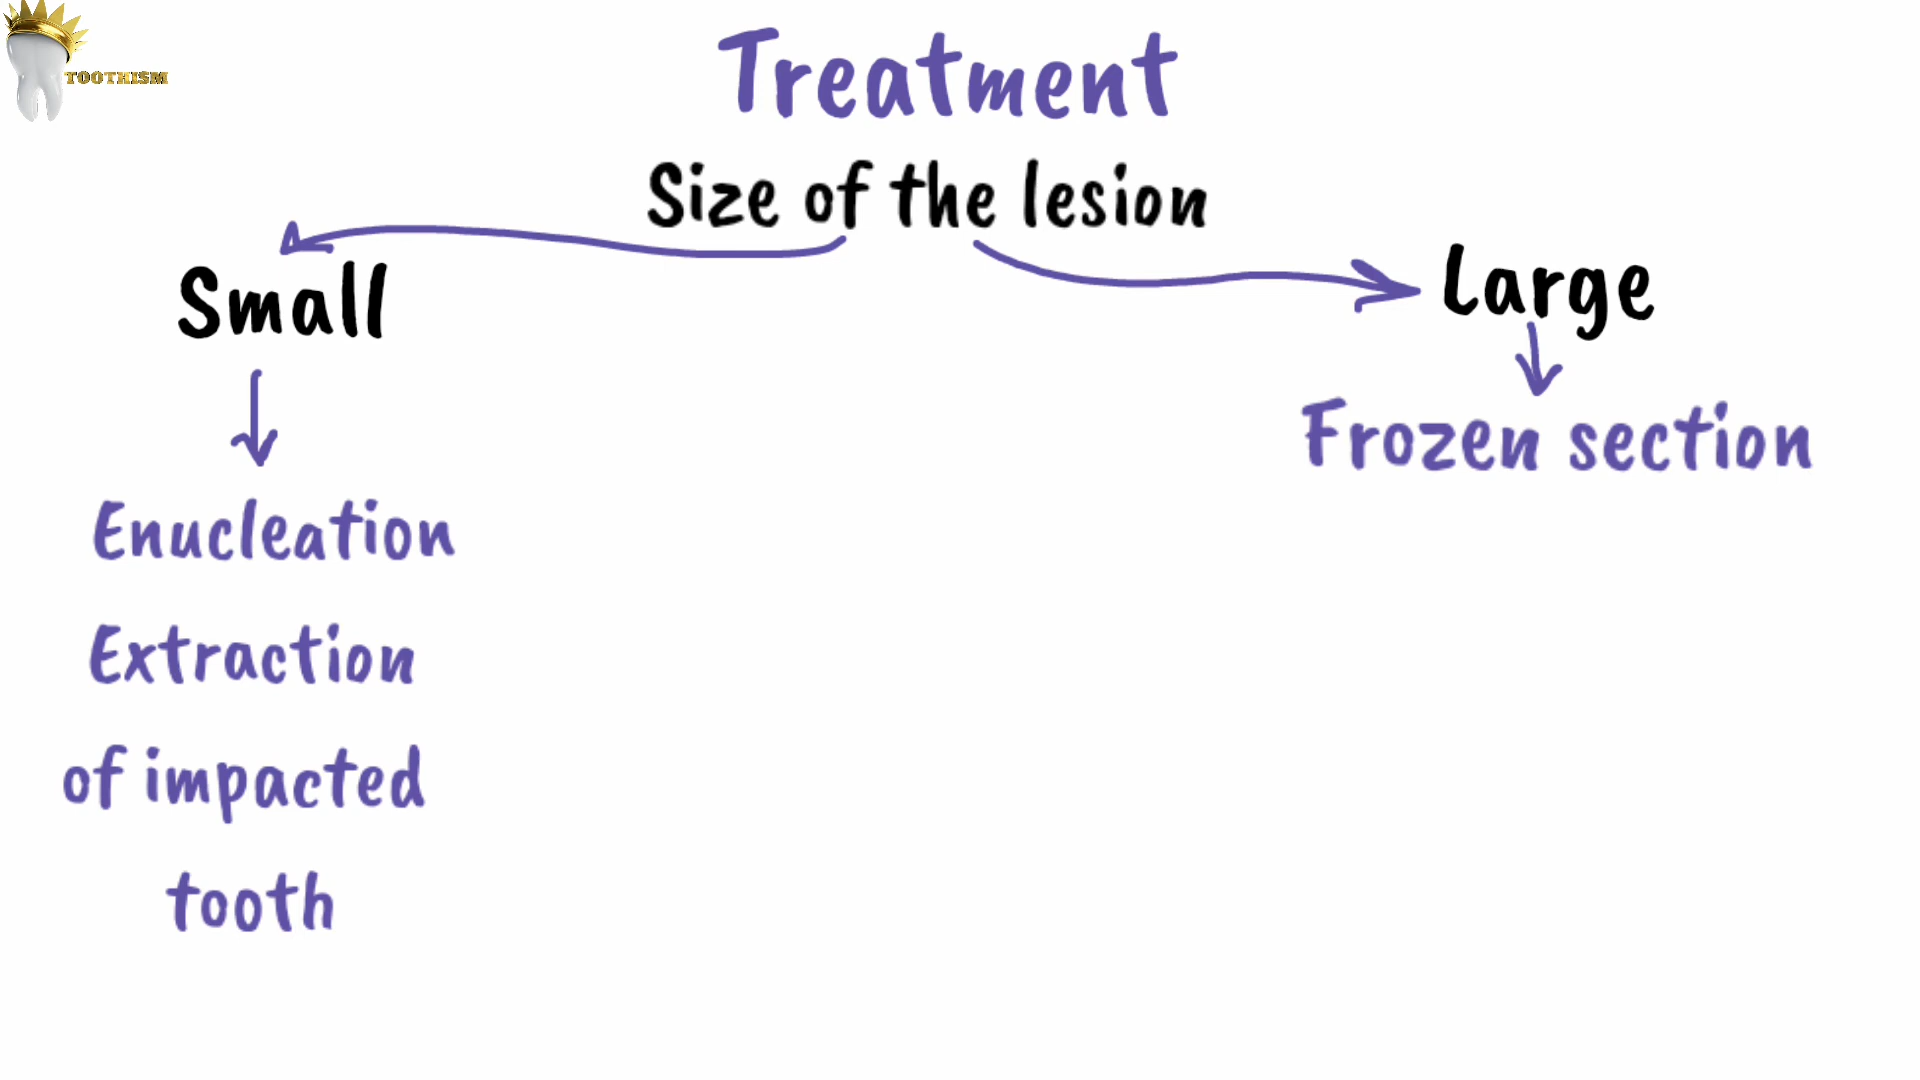 TOOTHISM
Treatment
Size of the lesion
Small
Large
Frozen section
Enucleation
Extraction
of impacted
tooth